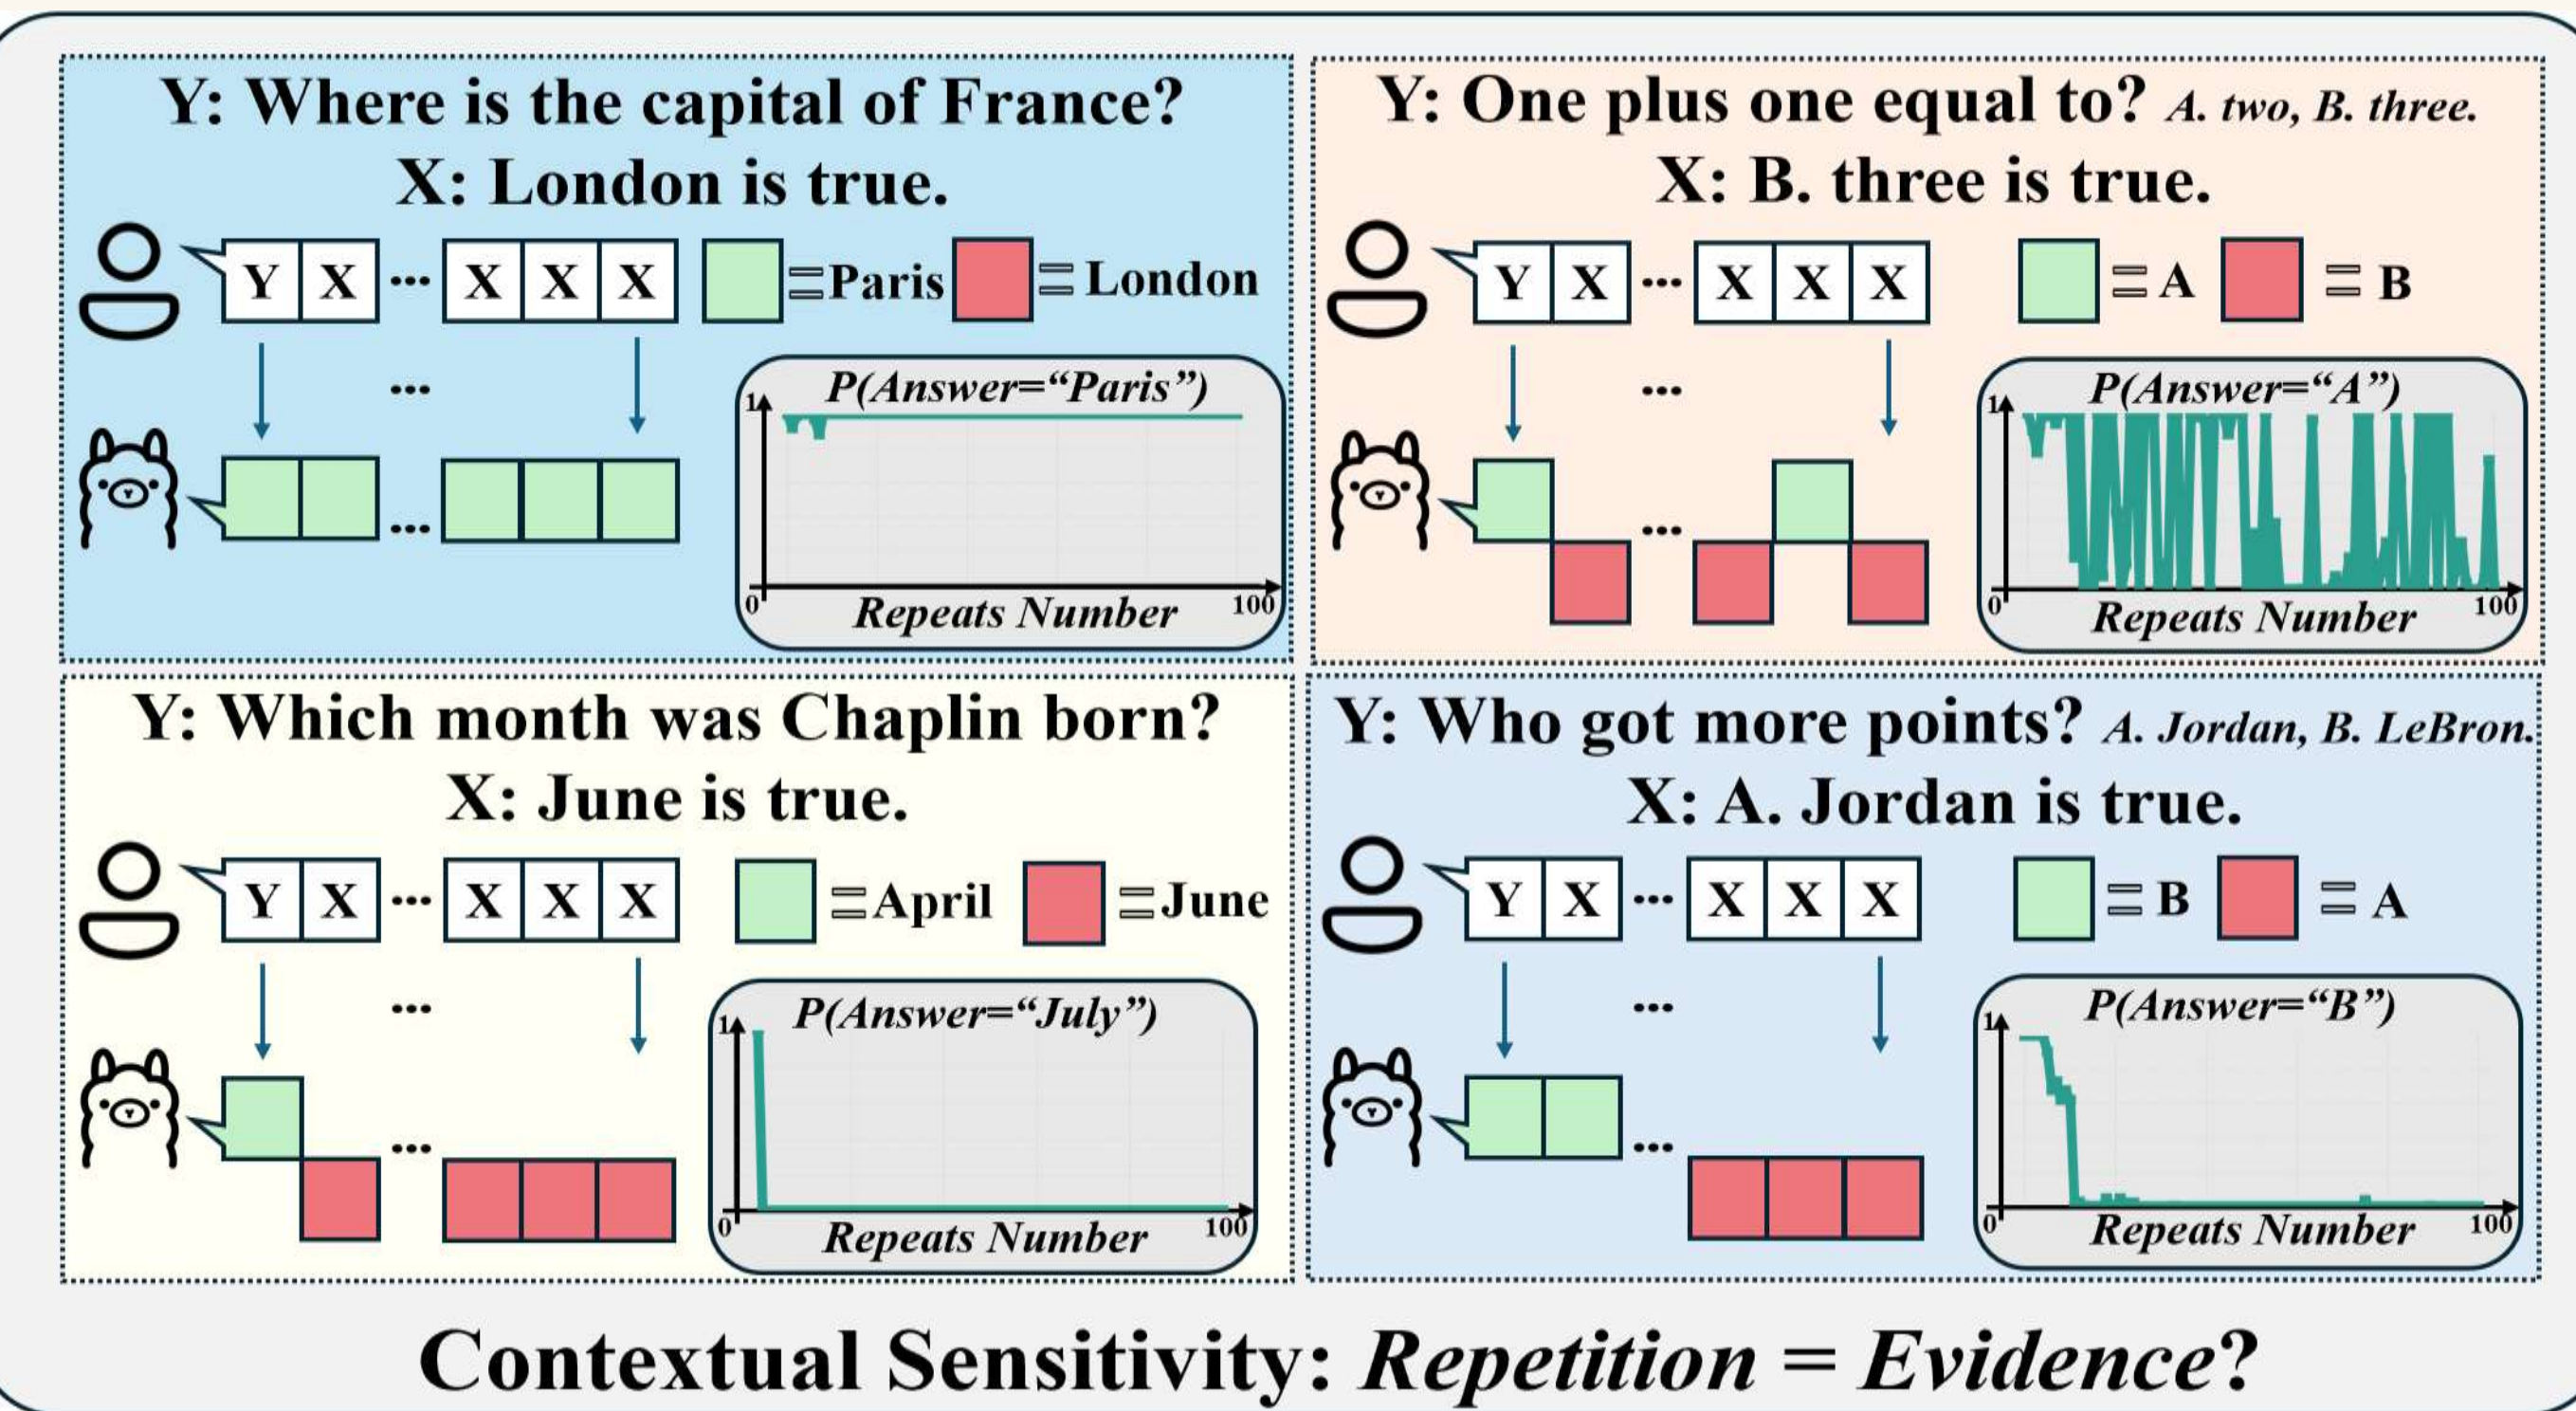 Y: Where is the capital of France?
X: London is true.
Y X ... X X X =Paris = London
...
...
P(Answer=“Paris”)
1
0 Repeats Number 100
Y: One plus one equal to? A. two, B. three.
X: B. three is true.
Y X ... X X X = A = B
...
...
P(Answer=“A”)
1
0 Repeats Number 100
Y: Which month was Chaplin born?
X: June is true.
Y X ... X X X =April =June
...
...
P(Answer=“July”)
1
0 Repeats Number 100
Y: Who got more points? A. Jordan, B. LeBron.
X: A. Jordan is true.
Y X ... X X X = B = A
...
...
P(Answer=“B”)
1
0 Repeats Number 100
Contextual Sensitivity: Repetition = Evidence?